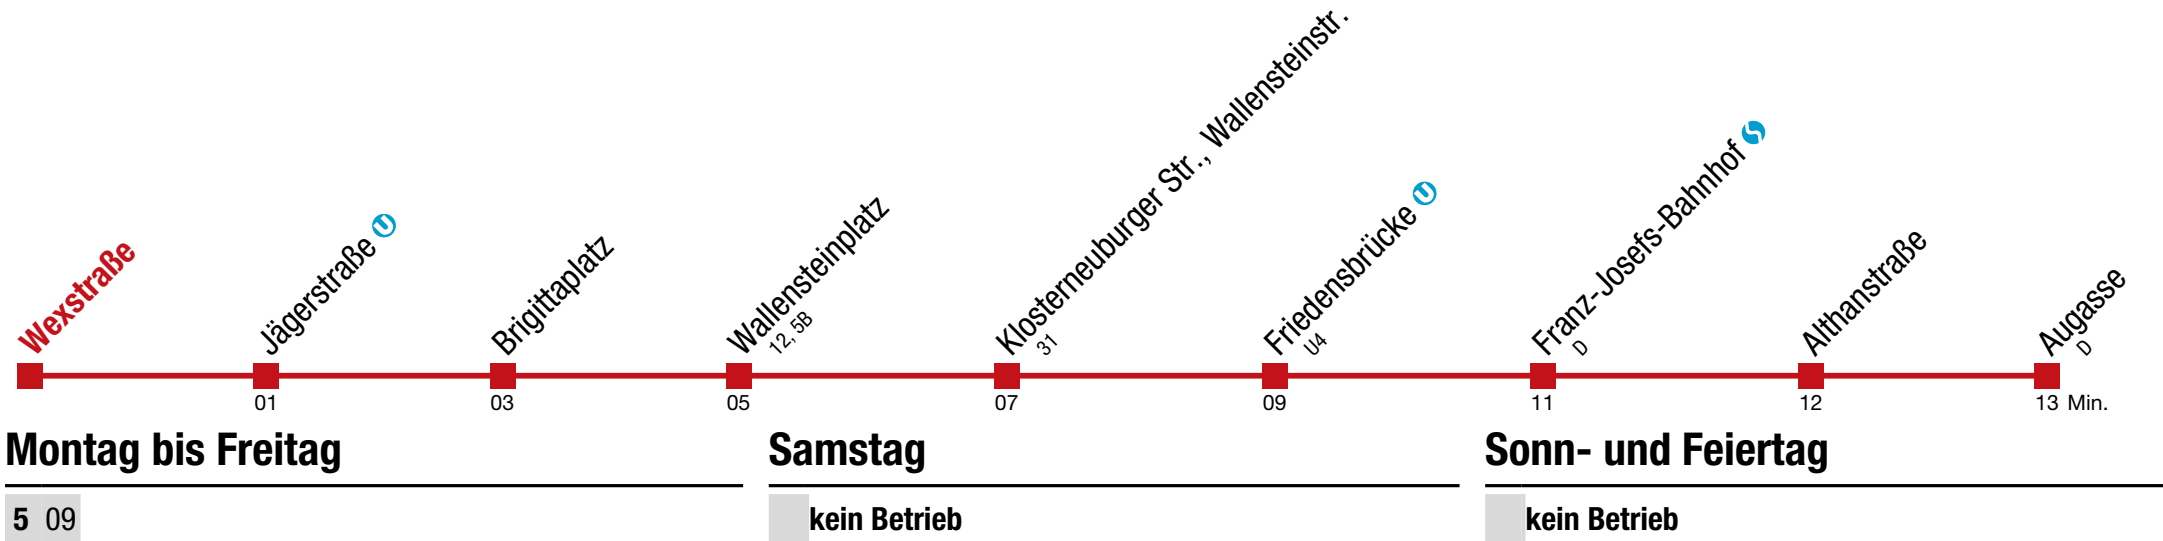 Wexstraße
Jägerstraße
Brigittaplatz
Wallensteinplatz
12, 5B
Klosterneuburger Str., Wallensteinstr.
31
Friedensbrücke
U4
Franz-Josefs-Bahnhof
D
Althanstraße
Augasse
D
01 03 05 07 09 11 12 13 Min.
Montag bis Freitag
5 09
Samstag
kein Betrieb
Sonn- und Feiertag
kein Betrieb